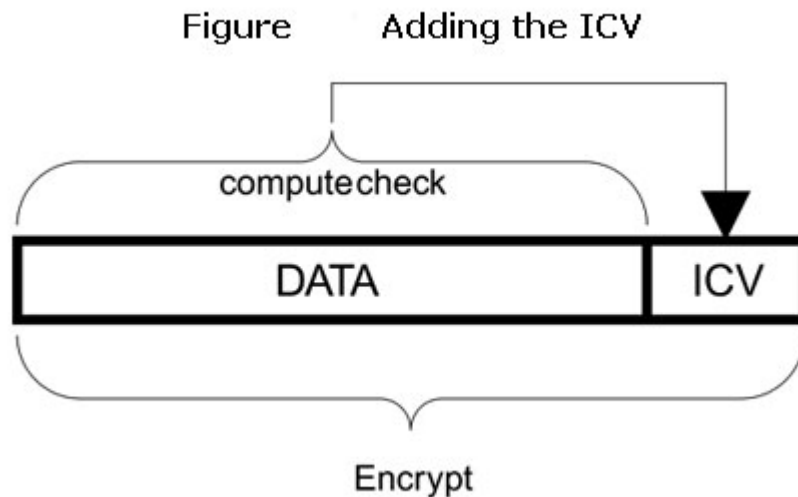 Figure Adding the ICV
computecheck
DATA ICV
Encrypt